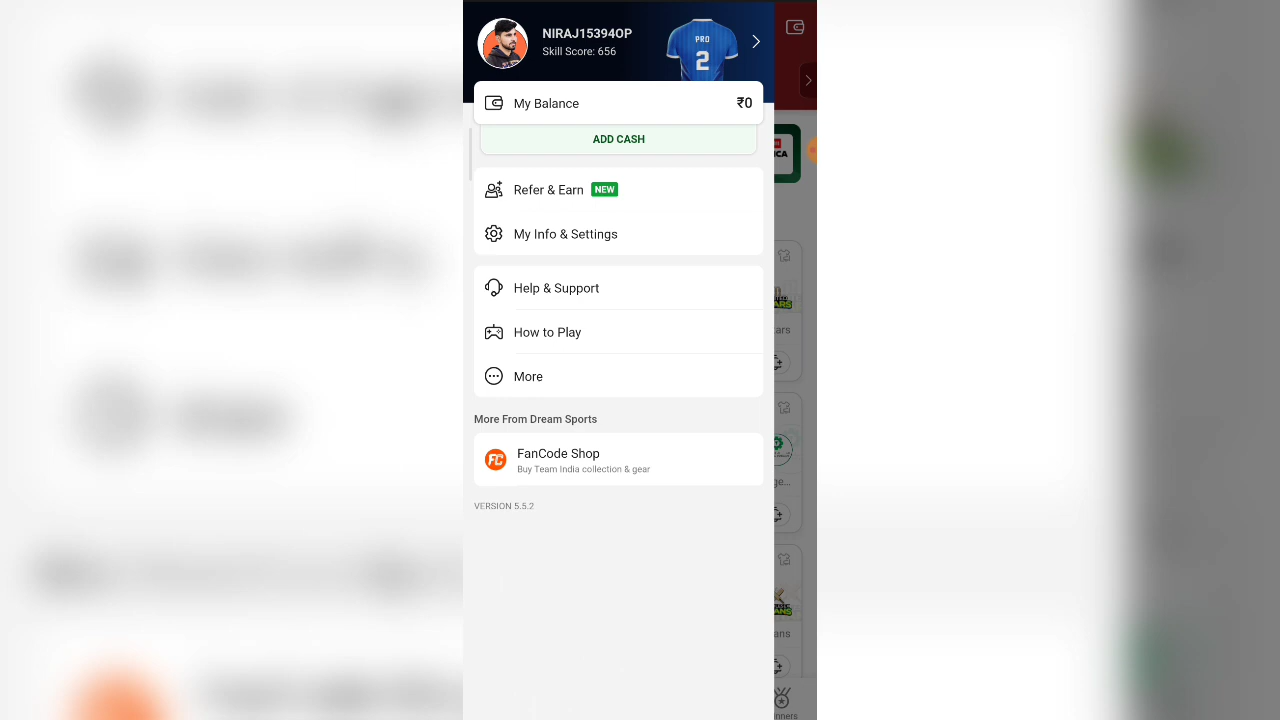 NIRAJ15394OP
Skill Score: 656
PRO
2
My Balance
₹0
ADD CASH
Refer & Earn NEW
My Info & Settings
Help & Support
How to Play
More
More From Dream Sports
FC
FanCode Shop
Buy Team India collection & gear
VERSION 5.5.2